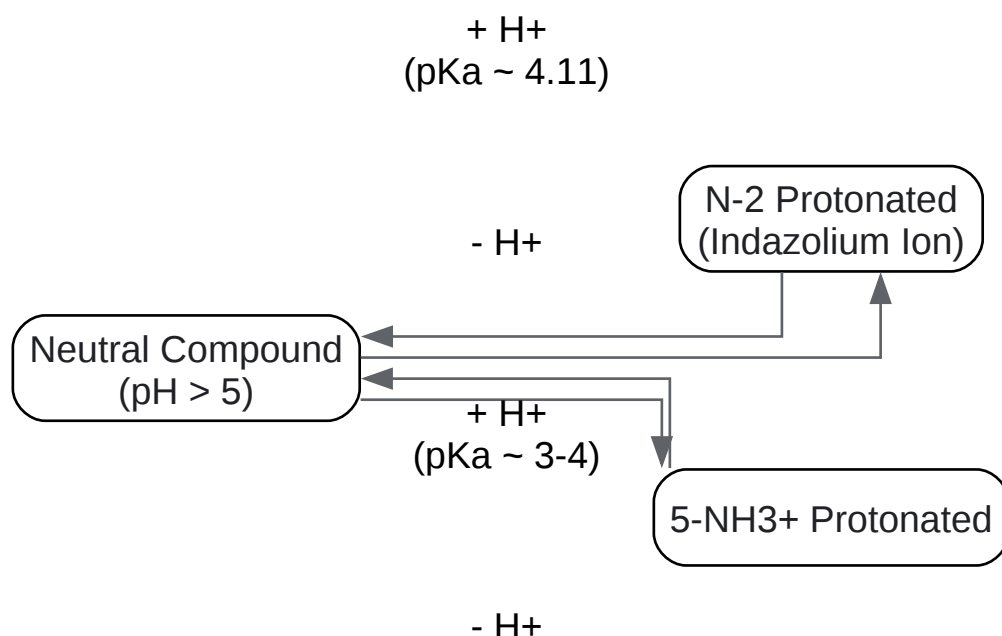 + H+
(pKa ~ 4.11)
N-2 Protonated
(Indazolium Ion)
- H+
Neutral Compound
(pH > 5)
+ H+
(pKa ~ 3-4)
5-NH3+ Protonated
- H+